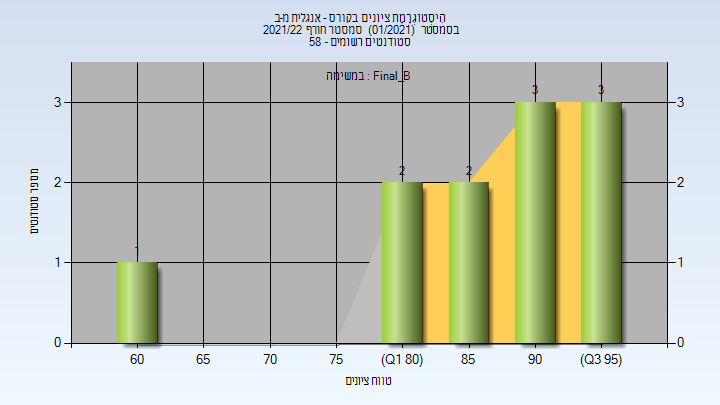 היסטוגרמת ציונים בקורס - אנגלית מ-ב
בסמסטר (01/2021) סמסטר חורף 2021/22
סטודנטים רשומים - 58
במשימה : Final_B
מספר סטודנטים
3
2
1
0
3
2
1
0
1
2
2
3
3
60
65
70
75
(Q1 80)
85
90
(Q3 95)
טווח ציונים